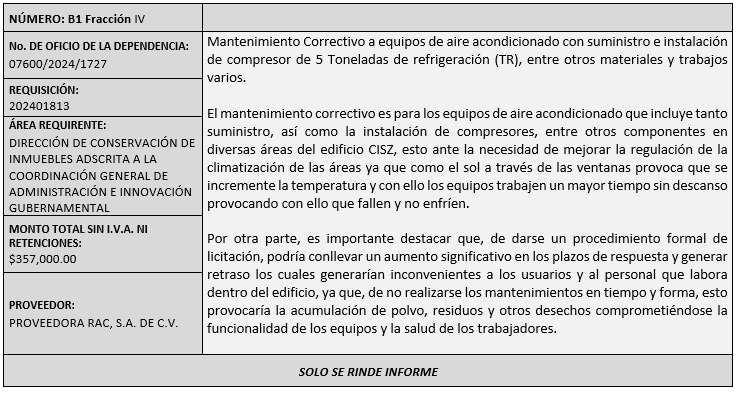 NÚMERO: B1 Fracción IV
No. DE OFICIO DE LA DEPENDENCIA:
07600/2024/1727
REQUISICIÓN:
202401813
ÁREA REQUIRENTE:
DIRECCIÓN DE CONSERVACIÓN DE
INMUEBLES ADSCRITA A LA
COORDINACIÓN GENERAL DE
ADMINISTRACIÓN E INNOVACIÓN
GUBERNAMENTAL
MONTO TOTAL SIN I.V.A. NI
RETENCIONES:
$357,000.00
PROVEEDOR:
PROVEEDORA RAC, S.A. DE C.V.
Mantenimiento Correctivo a equipos de aire acondicionado con suministro e instalación
de compresor de 5 Toneladas de refrigeración (TR), entre otros materiales y trabajos
varios.
El mantenimiento correctivo es para los equipos de aire acondicionado que incluye tanto
suministro, así como la instalación de compresores, entre otros componentes en
diversas áreas del edificio CISZ, esto ante la necesidad de mejorar la regulación de la
climatización de las áreas ya que como el sol a través de las ventanas provoca que se
incremente la temperatura y con ello los equipos trabajen un mayor tiempo sin descanso
provocando con ello que fallen y no enfríen.
Por otra parte, es importante destacar que, de darse un procedimiento formal de
licitación, podría conllevar un aumento significativo en los plazos de respuesta y generar
retraso los cuales generarían inconvenientes a los usuarios y al personal que labora
dentro del edificio, ya que, de no realizarse los mantenimientos en tiempo y forma, esto
provocaría la acumulación de polvo, residuos y otros desechos comprometiéndose la
funcionalidad de los equipos y la salud de los trabajadores.
SOLO SE RINDE INFORME